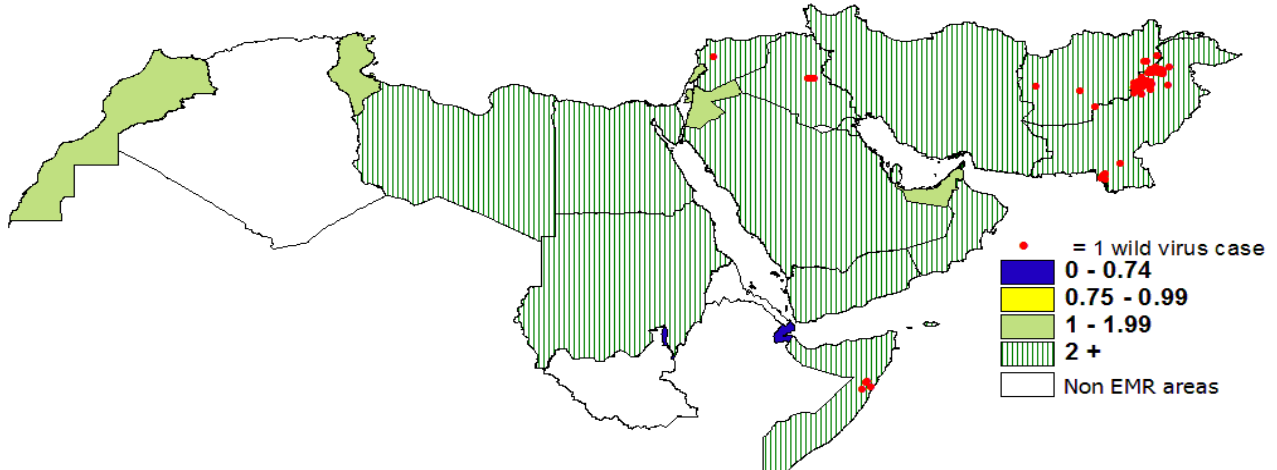 = 1 wild virus case
0 - 0.74
0.75 - 0.99
1 - 1.99
2 +
Non EMR areas